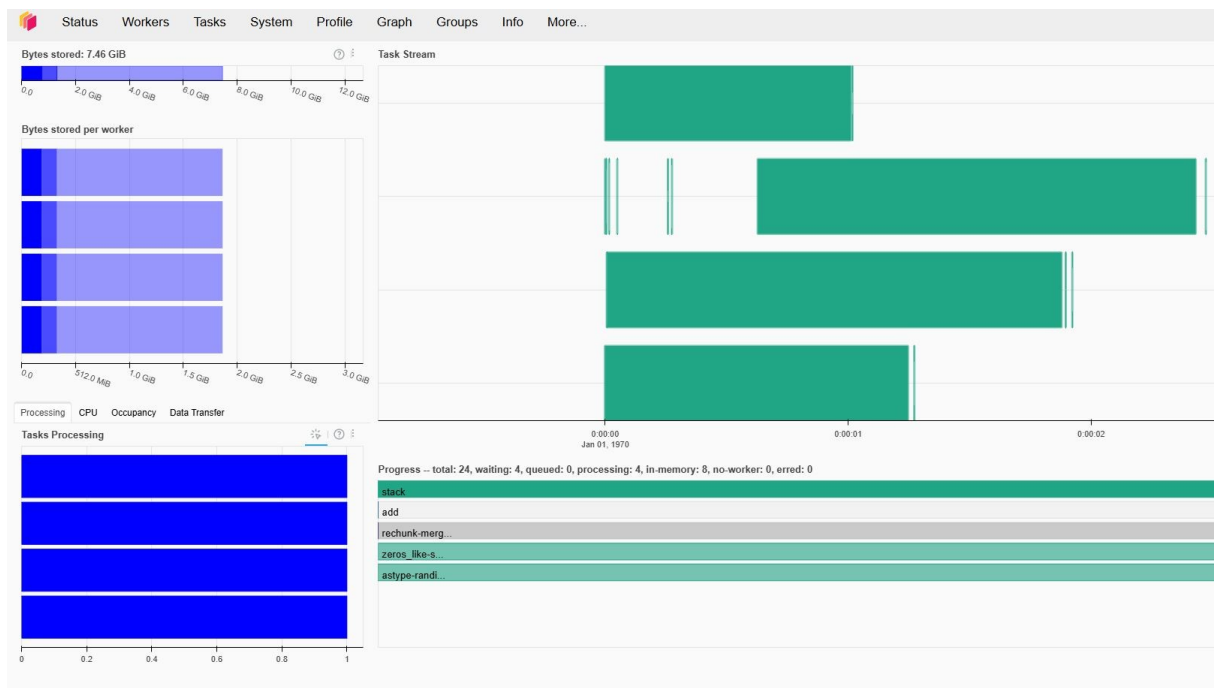 Status Workers Tasks System Profile Graph Groups Info More...
Bytes stored: 7.46 GiB
0.0 2.0 GiB 4.0 GiB 6.0 GiB 8.0 GiB 10.0 GiB 12.0 GiB
Bytes stored per worker
0.0 512.0 MiB 1.0 GiB 1.5 GiB 2.0 GiB 2.5 GiB 3.0 GiB
Processing CPU Occupancy Data Transfer
Tasks Processing
0 0.2 0.4 0.6 0.8 1
Task Stream
0:00:00 0:00:01 0:00:02
Jan 01, 1970
Progress -- total: 24, waiting: 4, queued: 0, processing: 4, in-memory: 8, no-worker: 0, erred: 0
stack
add
rechunk-merg...
zeros_like-s...
astype-randi...